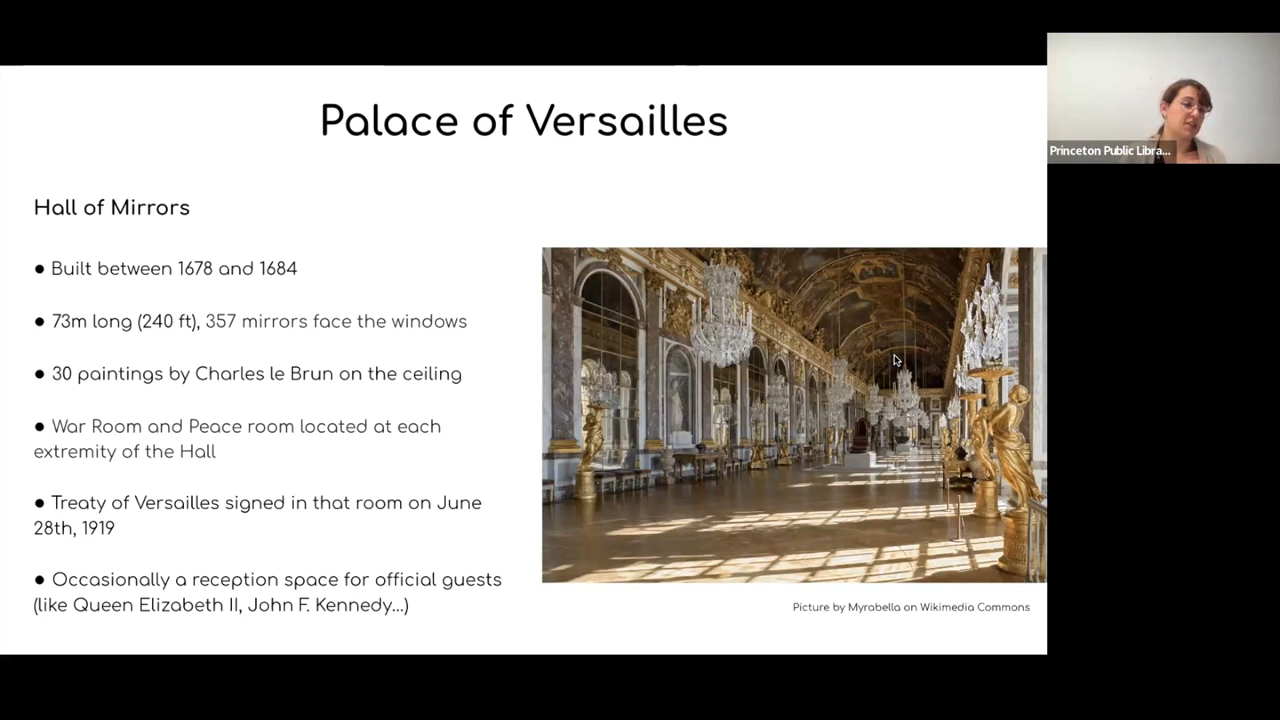 Palace of Versailles
Hall of Mirrors
● Built between 1678 and 1684
● 73m long (240 ft), 357 mirrors face the windows
● 30 paintings by Charles le Brun on the ceiling
● War Room and Peace room located at each
extremity of the Hall
● Treaty of Versailles signed in that room on June
28th, 1919
● Occasionally a reception space for official guests
(like Queen Elizabeth II, John F. Kennedy...)
Picture by Myrabella on Wikimedia Commons
Princeton Public Libra...